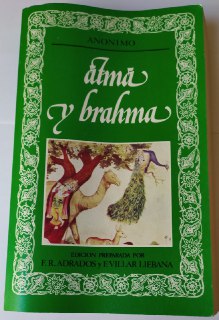 ANONIMO
ātmā
y brahma
EDICION PREPARADA POR
F. R. ADRADOS y F. VILLAR LIEBANA